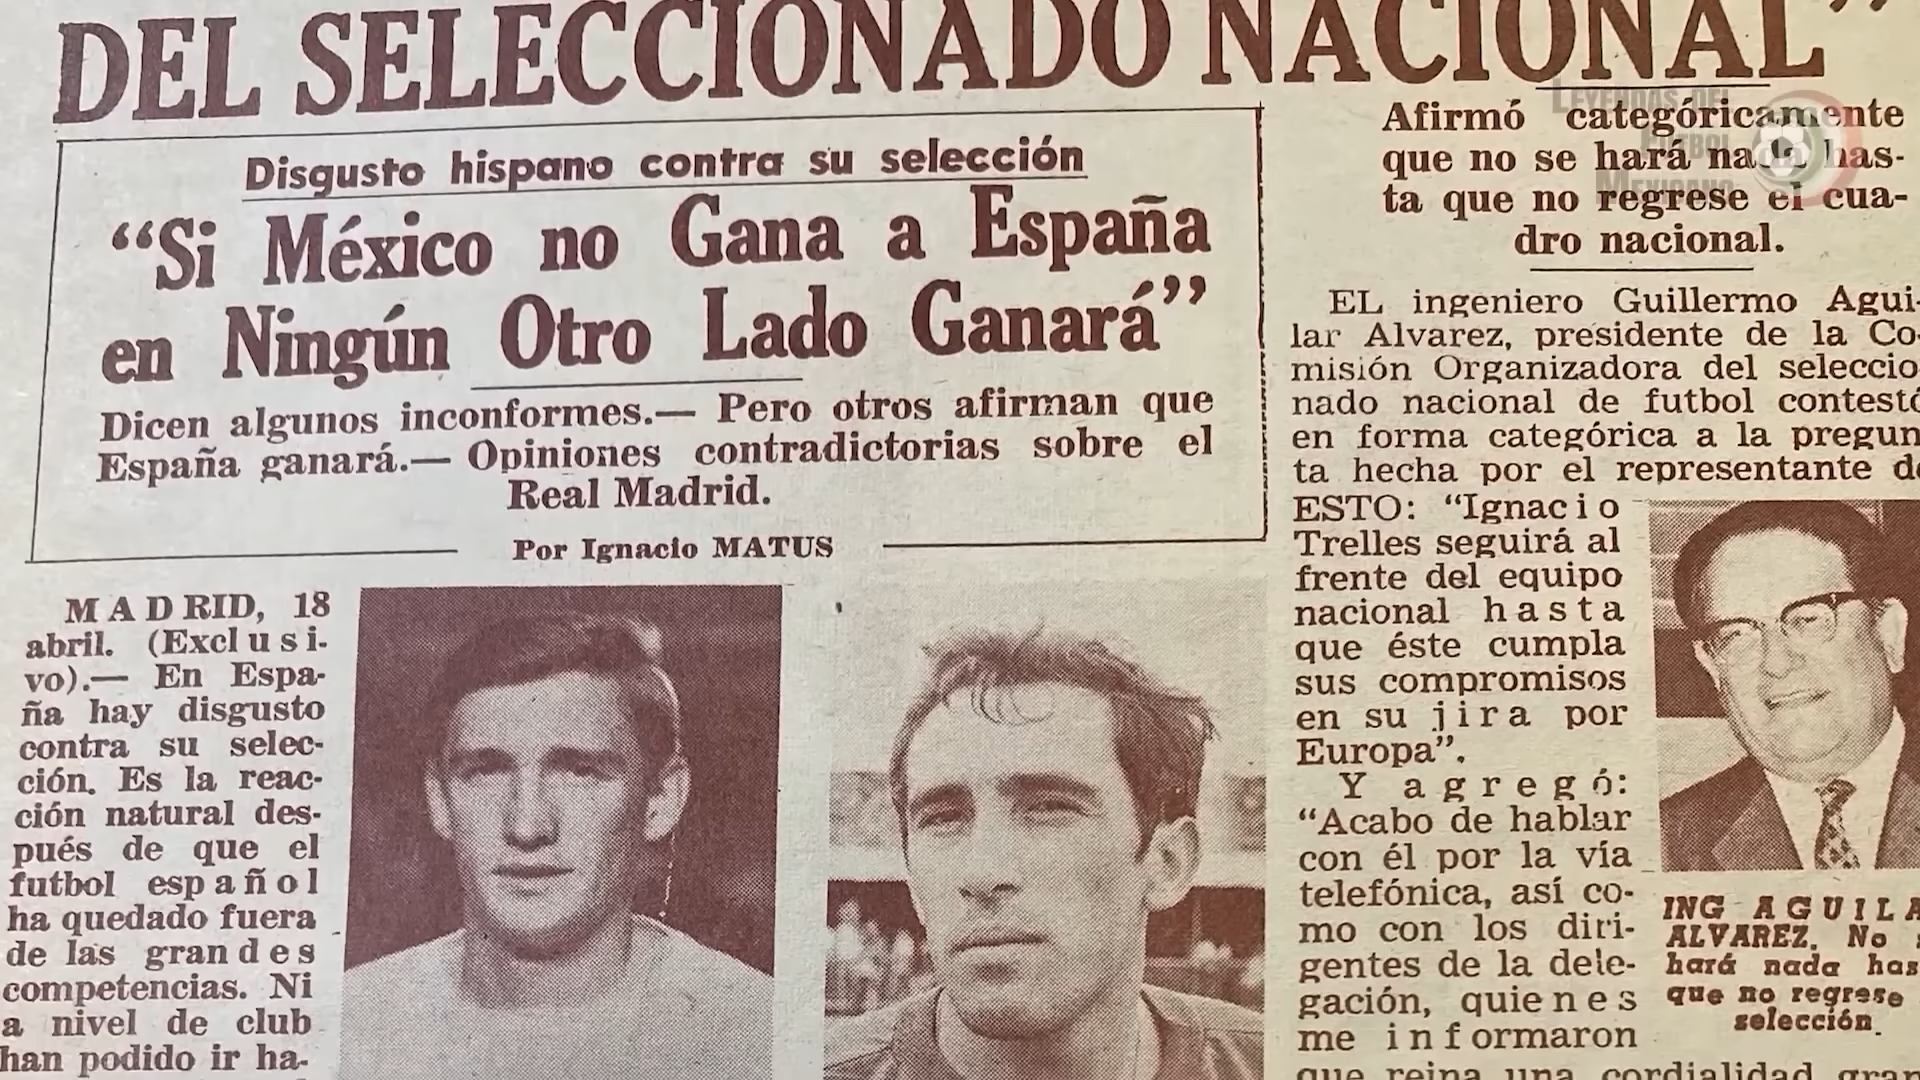 DEL SELECCIONADO NACIONAL”
Disgusto hispano contra su selección
“Si México no Gana a España
en Ningún Otro Lado Ganará”
Dicen algunos inconformes.— Pero otros afirman que
España ganará.— Opiniones contradictorias sobre el
Real Madrid.
Por Ignacio MATUS
MADRID, 18
abril. (Exclusi-
vo).— En Espa-
ña hay disgusto
contra su selec-
ción. Es la reac-
ción natural des-
pués de que el
futbol español
ha quedado fuera
de las grandes
competencias. Ni
a nivel de club
han podido ir ha-
Afirmó categóricamente
que no se hará nada has-
ta que no regrese el cua-
dro nacional.
EL ingeniero Guillermo Agui-
lar Alvarez, presidente de la Co-
misión Organizadora del seleccio-
nado nacional de futbol contestó
en forma categórica a la pregun-
ta hecha por el representante de
ESTO: “Ignacio
Trelles seguirá al
frente del equipo
nacional hasta
que éste cumpla
sus compromisos
en su jira por
Europa”.
Y agregó:
“Acabo de hablar
con él por la vía
telefónica, así co-
mo con los diri-
gentes de la dele-
gación, quienes
me informaron
que reina una cordialidad gran
ING AGUILA
ALVAREZ. No
hará nada has
que no regrese
selección.
LEYENDAS DEL
FUTBOL
MEXICANO